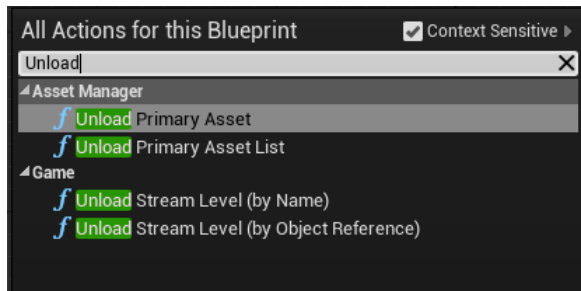 All Actions for this Blueprint Context Sensitive
Unload
Asset Manager
f Unload Primary Asset
f Unload Primary Asset List
Game
f Unload Stream Level (by Name)
f Unload Stream Level (by Object Reference)